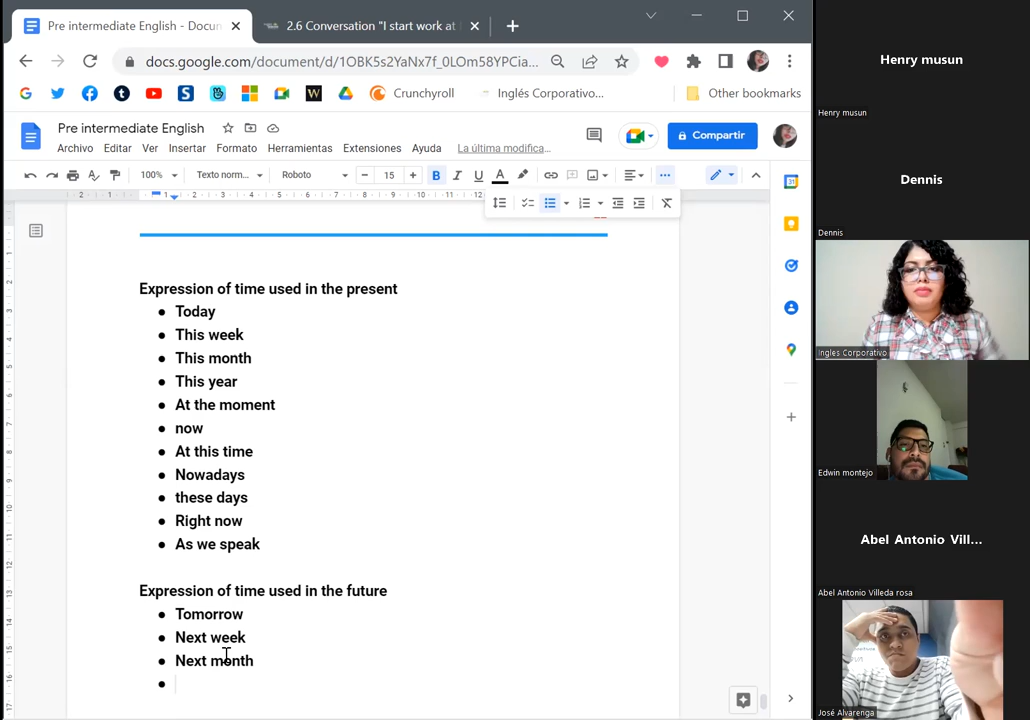 Pre intermediate English - Docun
2.6 Conversation "I start work at
docs.google.com/document/d/1OBK5s2YaNx7f_0LOm58YPCia...
Crunchyroll
Inglés Corporativo...
Other bookmarks
Pre intermediate English
Archivo Editar Ver Insertar Formato Herramientas Extensiones Ayuda La última modifica...
Compartir
100% Texto norm... Roboto 15
Expression of time used in the present
Today
This week
This month
This year
At the moment
now
At this time
Nowadays
these days
Right now
As we speak
Expression of time used in the future
Tomorrow
Next week
Next month
Henry musun
Henry musun
Dennis
Dennis
Ingles Corporativo
Edwin montejo
Abel Antonio Vill...
Abel Antonio Villeda rosa
José Alvarenga